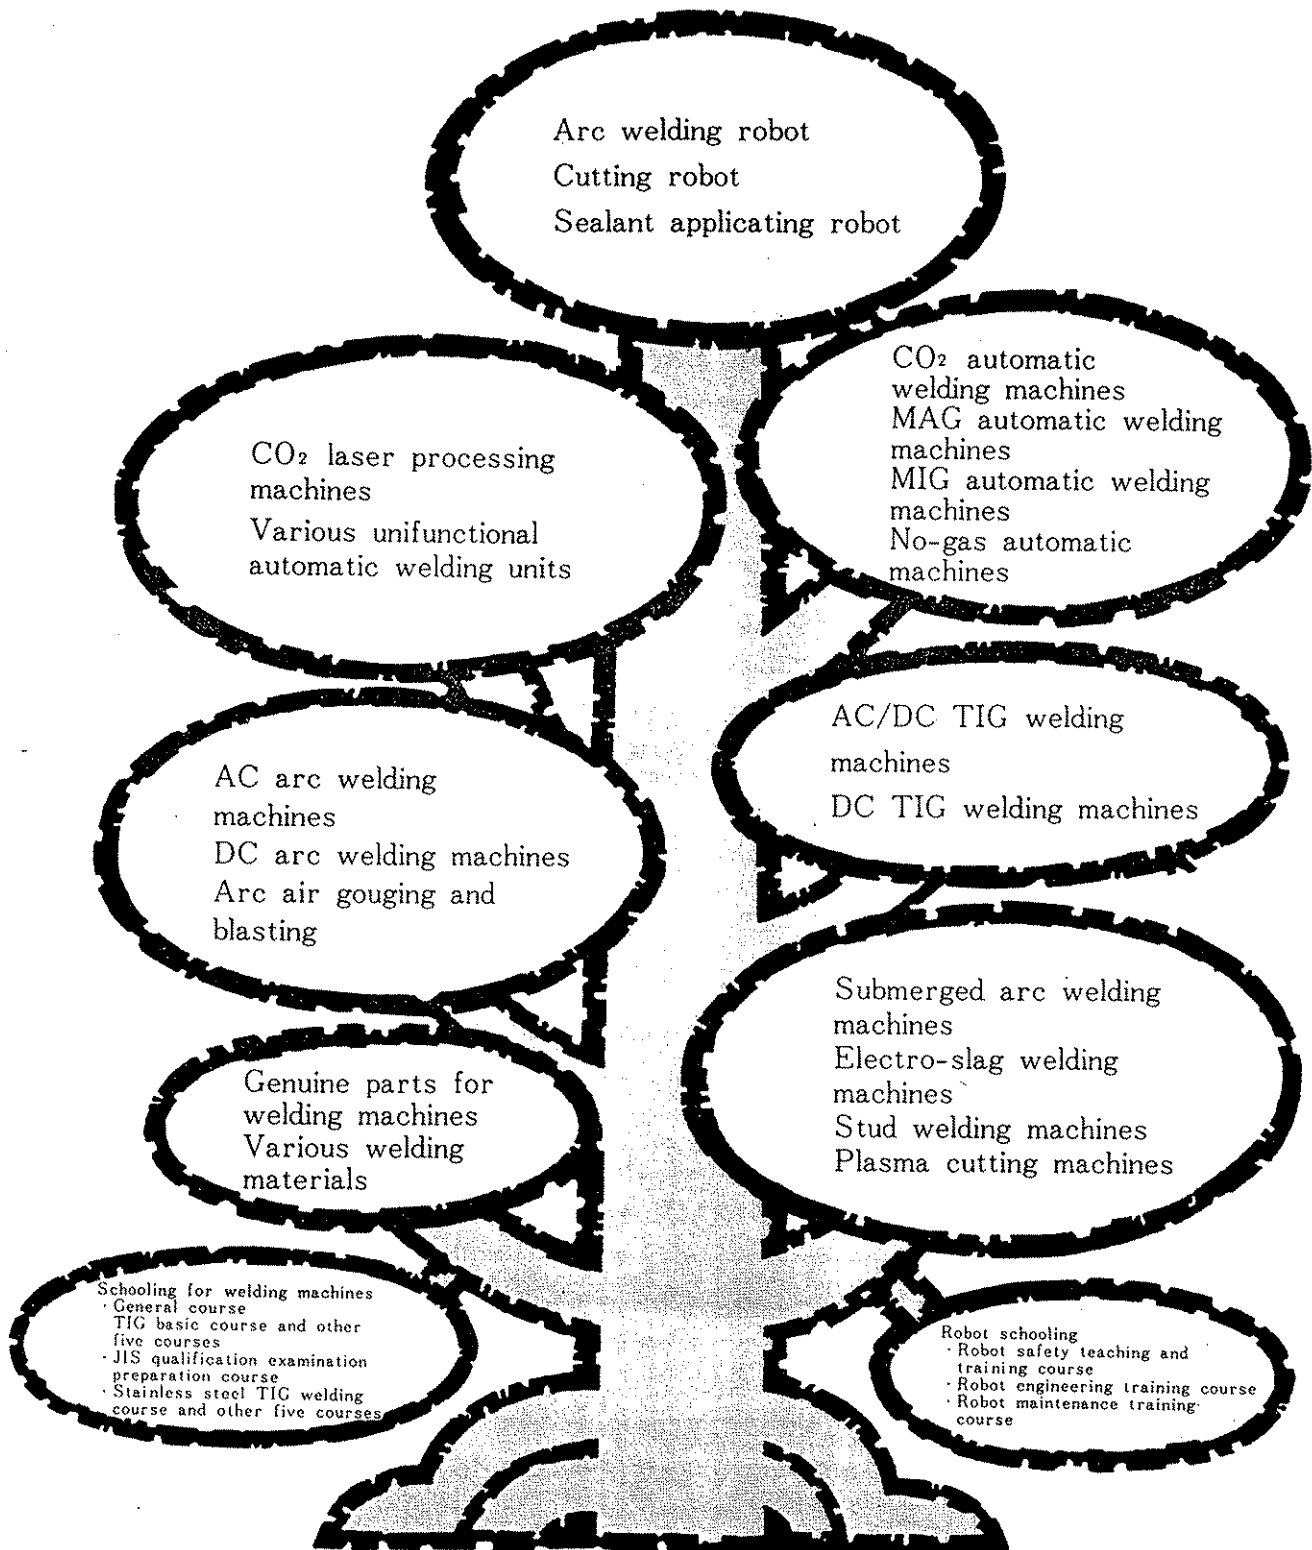 Arc welding robot
Cutting robot
Sealant applicating robot
CO2 laser processing
machines
Various unifunctional
automatic welding units
CO2 automatic
welding machines
MAG automatic welding
machines
MIG automatic welding
machines
No-gas automatic
machines
AC arc welding
machines
DC arc welding machines
Arc air gouging and
blasting
AC/DC TIG welding
machines
DC TIG welding machines
Genuine parts for
welding machines
Various welding
materials
Submerged arc welding
machines
Electro-slag welding
machines
Stud welding machines
Plasma cutting machines
Schooling for welding machines
· General course
TIG basic course and other
five courses
· JIS qualification examination
preparation course
· Stainless steel TIG welding
course and other five courses
Robot schooling
· Robot safety teaching and
training course
· Robot engineering training course
· Robot maintenance training
course